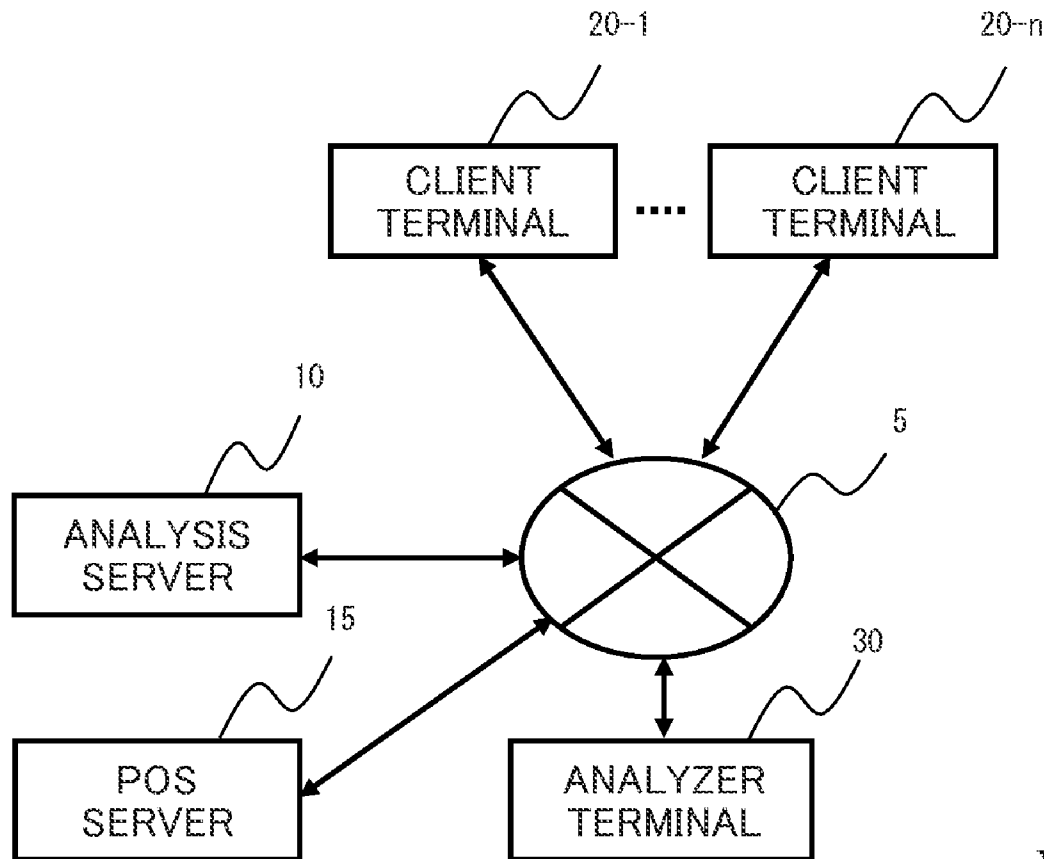 20-1
20-n
CLIENT
TERMINAL
CLIENT
TERMINAL
10
5
ANALYSIS
SERVER
15
30
POS
SERVER
ANALYZER
TERMINAL